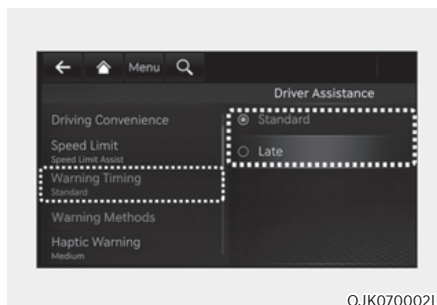 Menu
Driver Assistance
Driving Convenience
Speed Limit
Speed Limit Assist
Warning Timing
Standard
Warning Methods
Haptic Warning
Medium
Standard
Late
OJK070002L